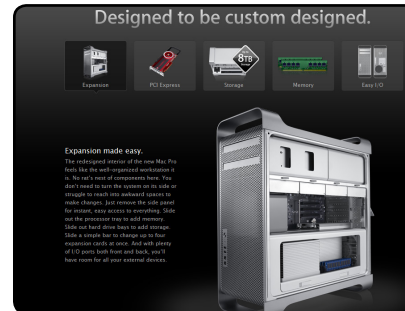 Designed to be custom designed.
Expansion
PCI Express
Storage
Memory
Easy I/O
8TB
Expansion made easy.
The redesigned interior of the new Mac Pro
feels like the well-organized workstation it
is. No rat's nest of components here. You
don't need to turn the system on its side or
struggle to reach into awkward spaces to
make changes. Just remove the side panel
for instant, easy access to everything. Slide
out the processor tray to add memory.
Slide out hard drive bays to add storage.
Slide a simple bar to change up to four
expansion cards at once. And with plenty
of I/O ports both front and back, you'll
have room for all your external devices.